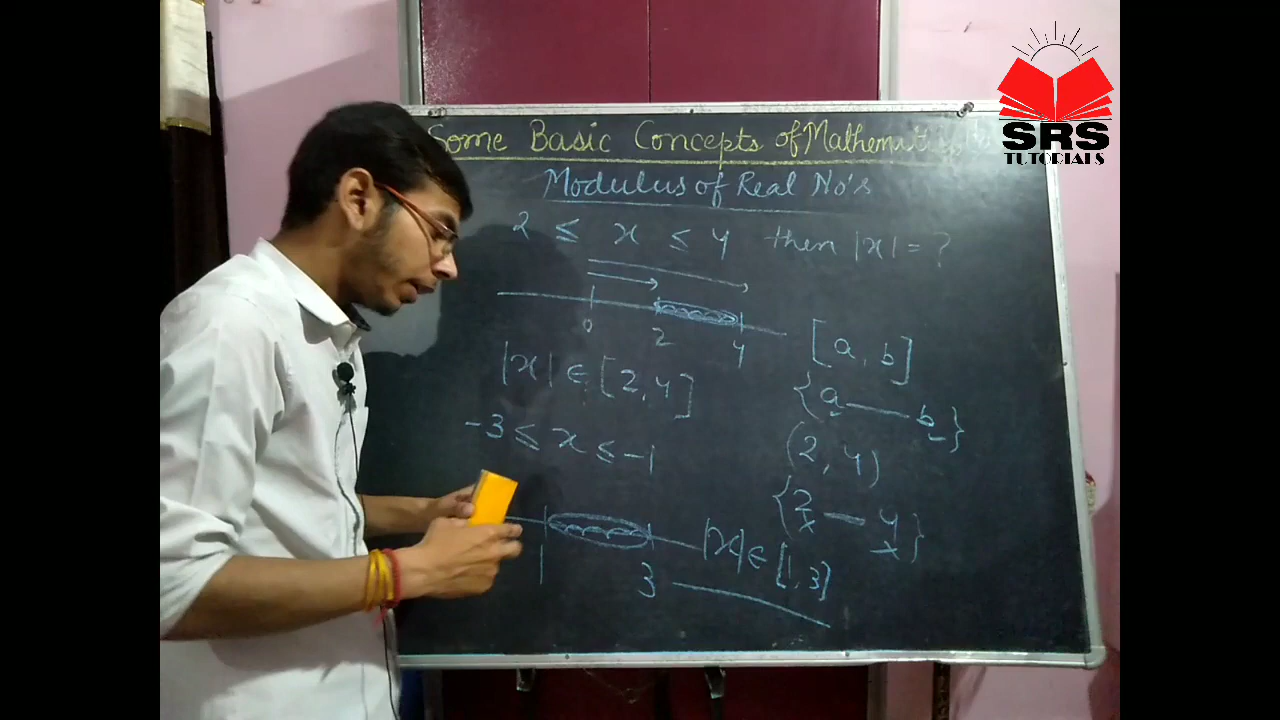 SRS
TUTORIALS
Some Basic Concepts of Mathemati
Modulus of Real No's
2 ≤ x ≤ 4 then |x| = ?
0 2 4
[a, b]
|x| ∈ [2, 4]
{a — b}
-3 ≤ x ≤ -1
(2, 4)
{2 — 4}
x x
1 3
|x| ∈ [1, 3]